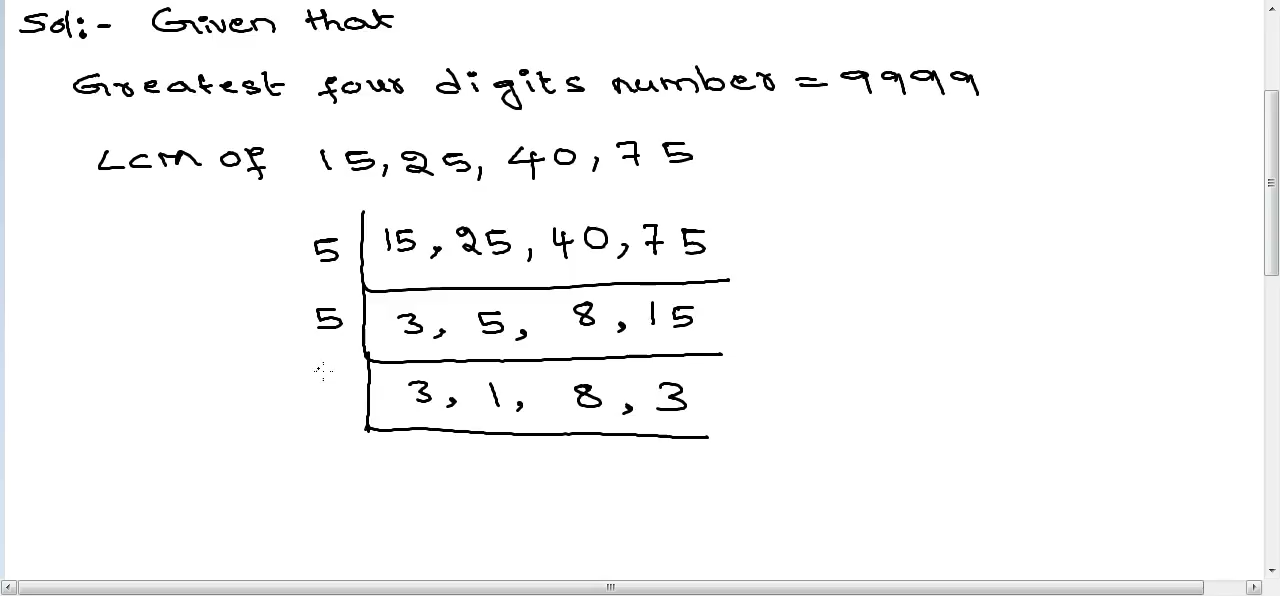 Sol:- Given that
Greatest four digits number = 9999
LCM of 15, 25, 40, 75
5 15, 25, 40, 75
5 3, 5, 8, 15
3, 1, 8, 3